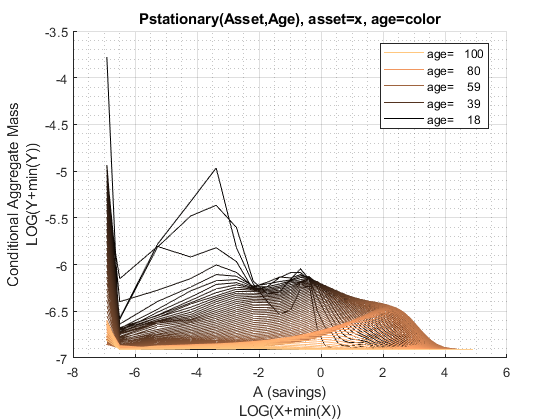 Pstationary(Asset,Age), asset=x, age=color
-3.5
-4
-4.5
-5
-5.5
-6
-6.5
-7
Conditional Aggregate Mass
LOG(Y+min(Y))
age= 100
age= 80
age= 59
age= 39
age= 18
-8 -6 -4 -2 0 2 4 6
A (savings)
LOG(X+min(X))